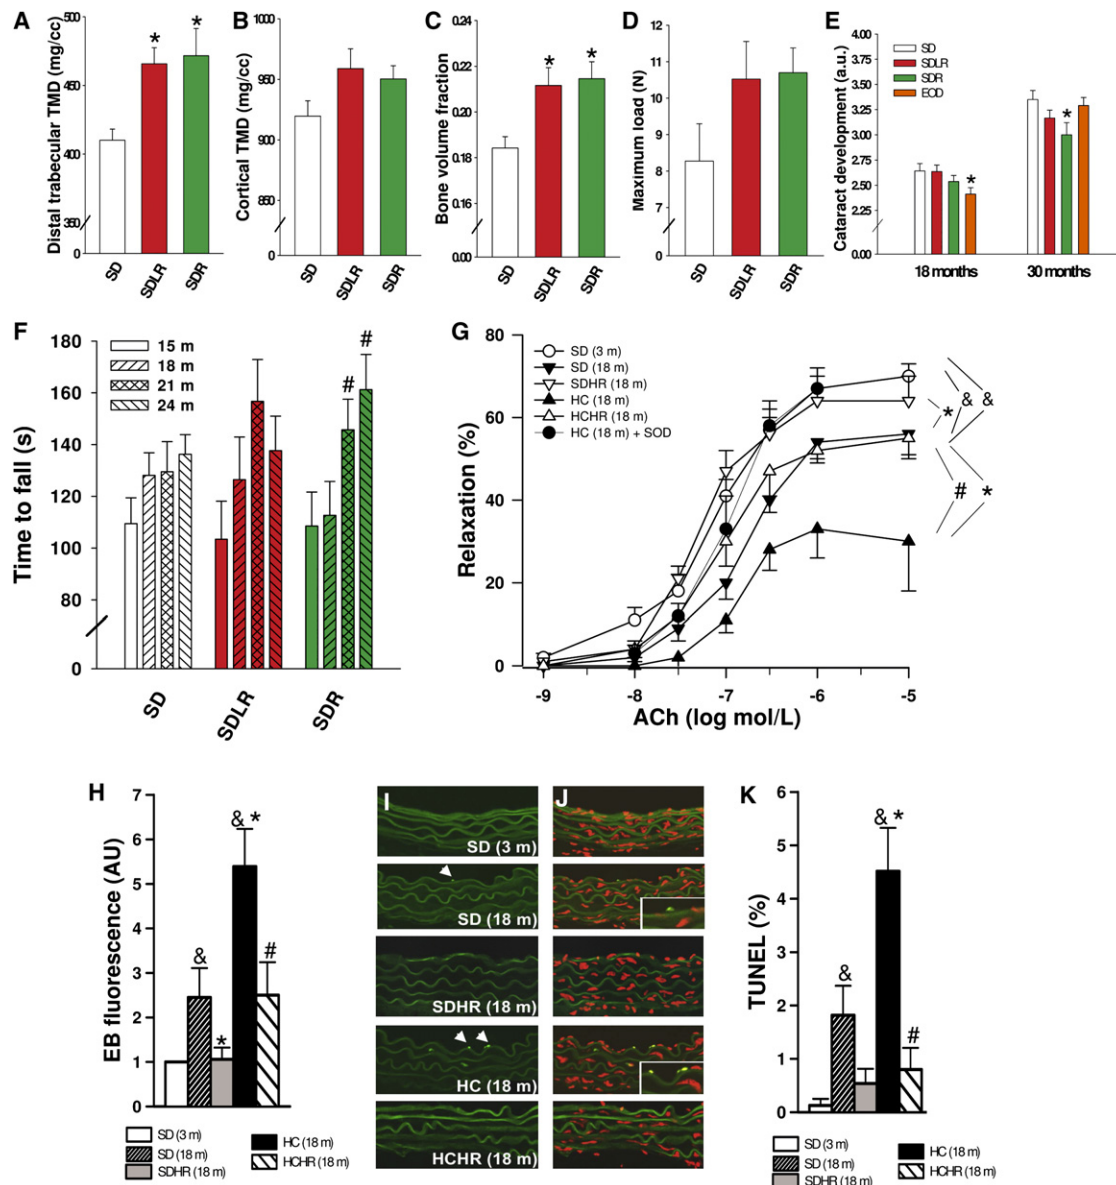 A
Distal trabecular TMD (mg/cc)
500
450
400
350
0
* *
SD SDLR SDR
B
Cortical TMD (mg/cc)
1000
950
900
850
0
SD SDLR SDR
C
Bone volume fraction
0.24
0.22
0.20
0.18
0.16
0.00
* *
SD SDLR SDR
D
Maximum load (N)
12
11
10
9
8
7
6
0
SD SDLR SDR
E
Cataract development (a.u.)
4.00
3.75
3.50
3.25
3.00
2.75
2.50
2.25
0.00
SD
SDLR
SDR
EOD
* *
18 months 30 months
F
Time to fall (s)
180
160
140
120
100
80
0
15 m
18 m
21 m
24 m
# #
SD SDLR SDR
G
Relaxation (%)
80
60
40
20
0
SD (3 m)
SD (18 m)
SDHR (18 m)
HC (18 m)
HCHR (18 m)
HC (18 m) + SOD
* & &
# *
-9 -8 -7 -6 -5
ACh (log mol/L)
H
EB fluorescence (AU)
7
6
5
4
3
2
1
0
& * & * #
SD (3 m)
SD (18 m)
SDHR (18 m)
HC (18 m)
HCHR (18 m)
I J
SD (3 m)
SD (18 m)
SDHR (18 m)
HC (18 m)
HCHR (18 m)
K
TUNEL (%)
6
5
4
3
2
1
0
& & * #
SD (3 m)
SD (18 m)
SDHR (18 m)
HC (18 m)
HCHR (18 m)